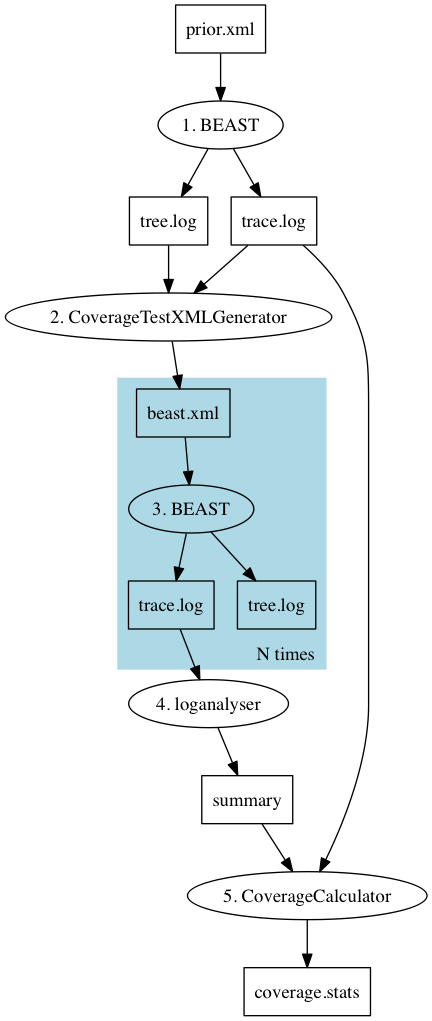 prior.xml
1. BEAST
tree.log
trace.log
2. CoverageTestXMLGenerator
beast.xml
3. BEAST
trace.log
tree.log
N times
4. loganalyser
summary
5. CoverageCalculator
coverage.stats